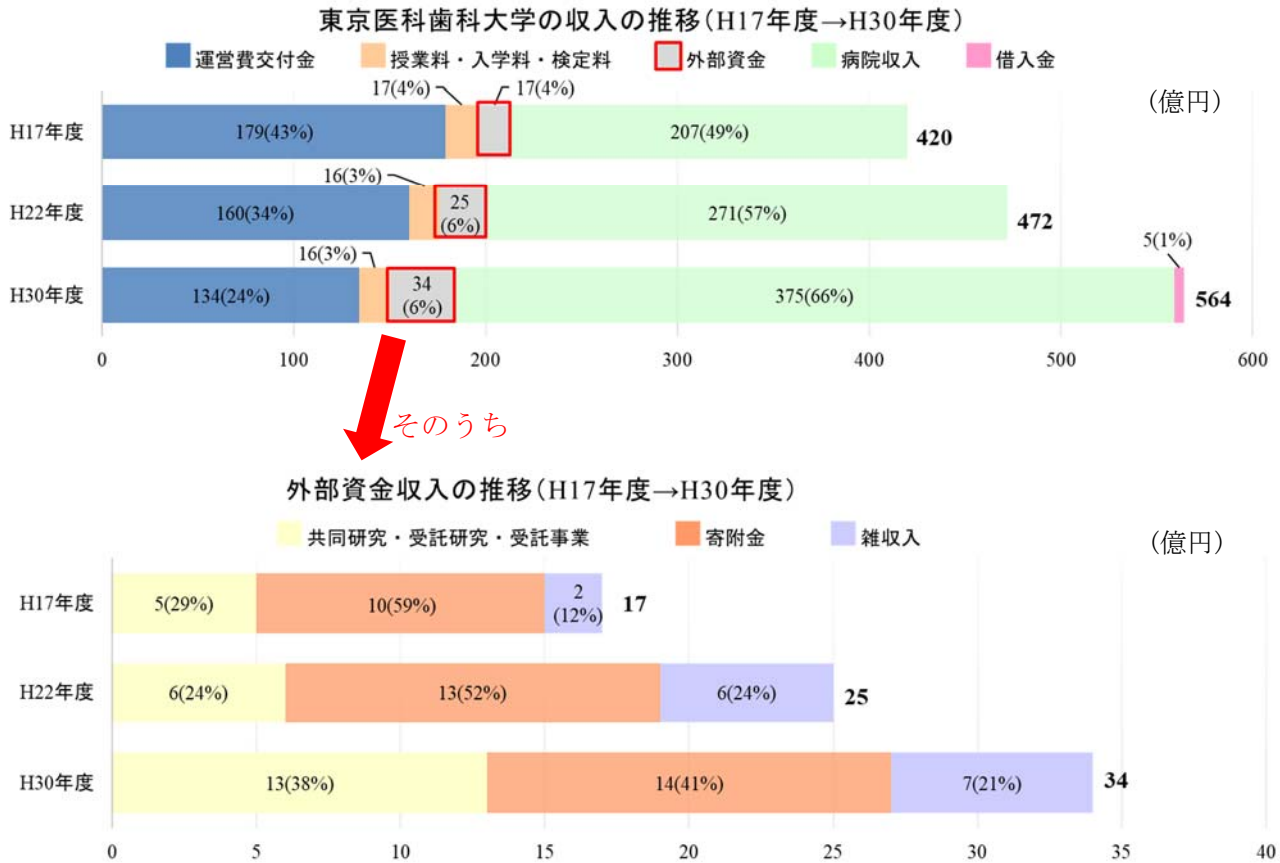 東京医科歯科大学の収入の推移(H17年度→H30年度)
運営費交付金 授業料・入学料・検定料 外部資金 病院収入 借入金
(億円)
17(4%) 17(4%)
H17年度 179(43%) 207(49%) 420
16(3%)
H22年度 160(34%) 25 (6%) 271(57%) 472
16(3%) 5(1%)
H30年度 134(24%) 34 (6%) 375(66%) 564
0 100 200 300 400 500 600
そのうち
外部資金収入の推移(H17年度→H30年度)
共同研究・受託研究・受託事業 寄附金 雑収入
(億円)
H17年度 5(29%) 10(59%) 2 (12%) 17
H22年度 6(24%) 13(52%) 6(24%) 25
H30年度 13(38%) 14(41%) 7(21%) 34
0 5 10 15 20 25 30 35 40